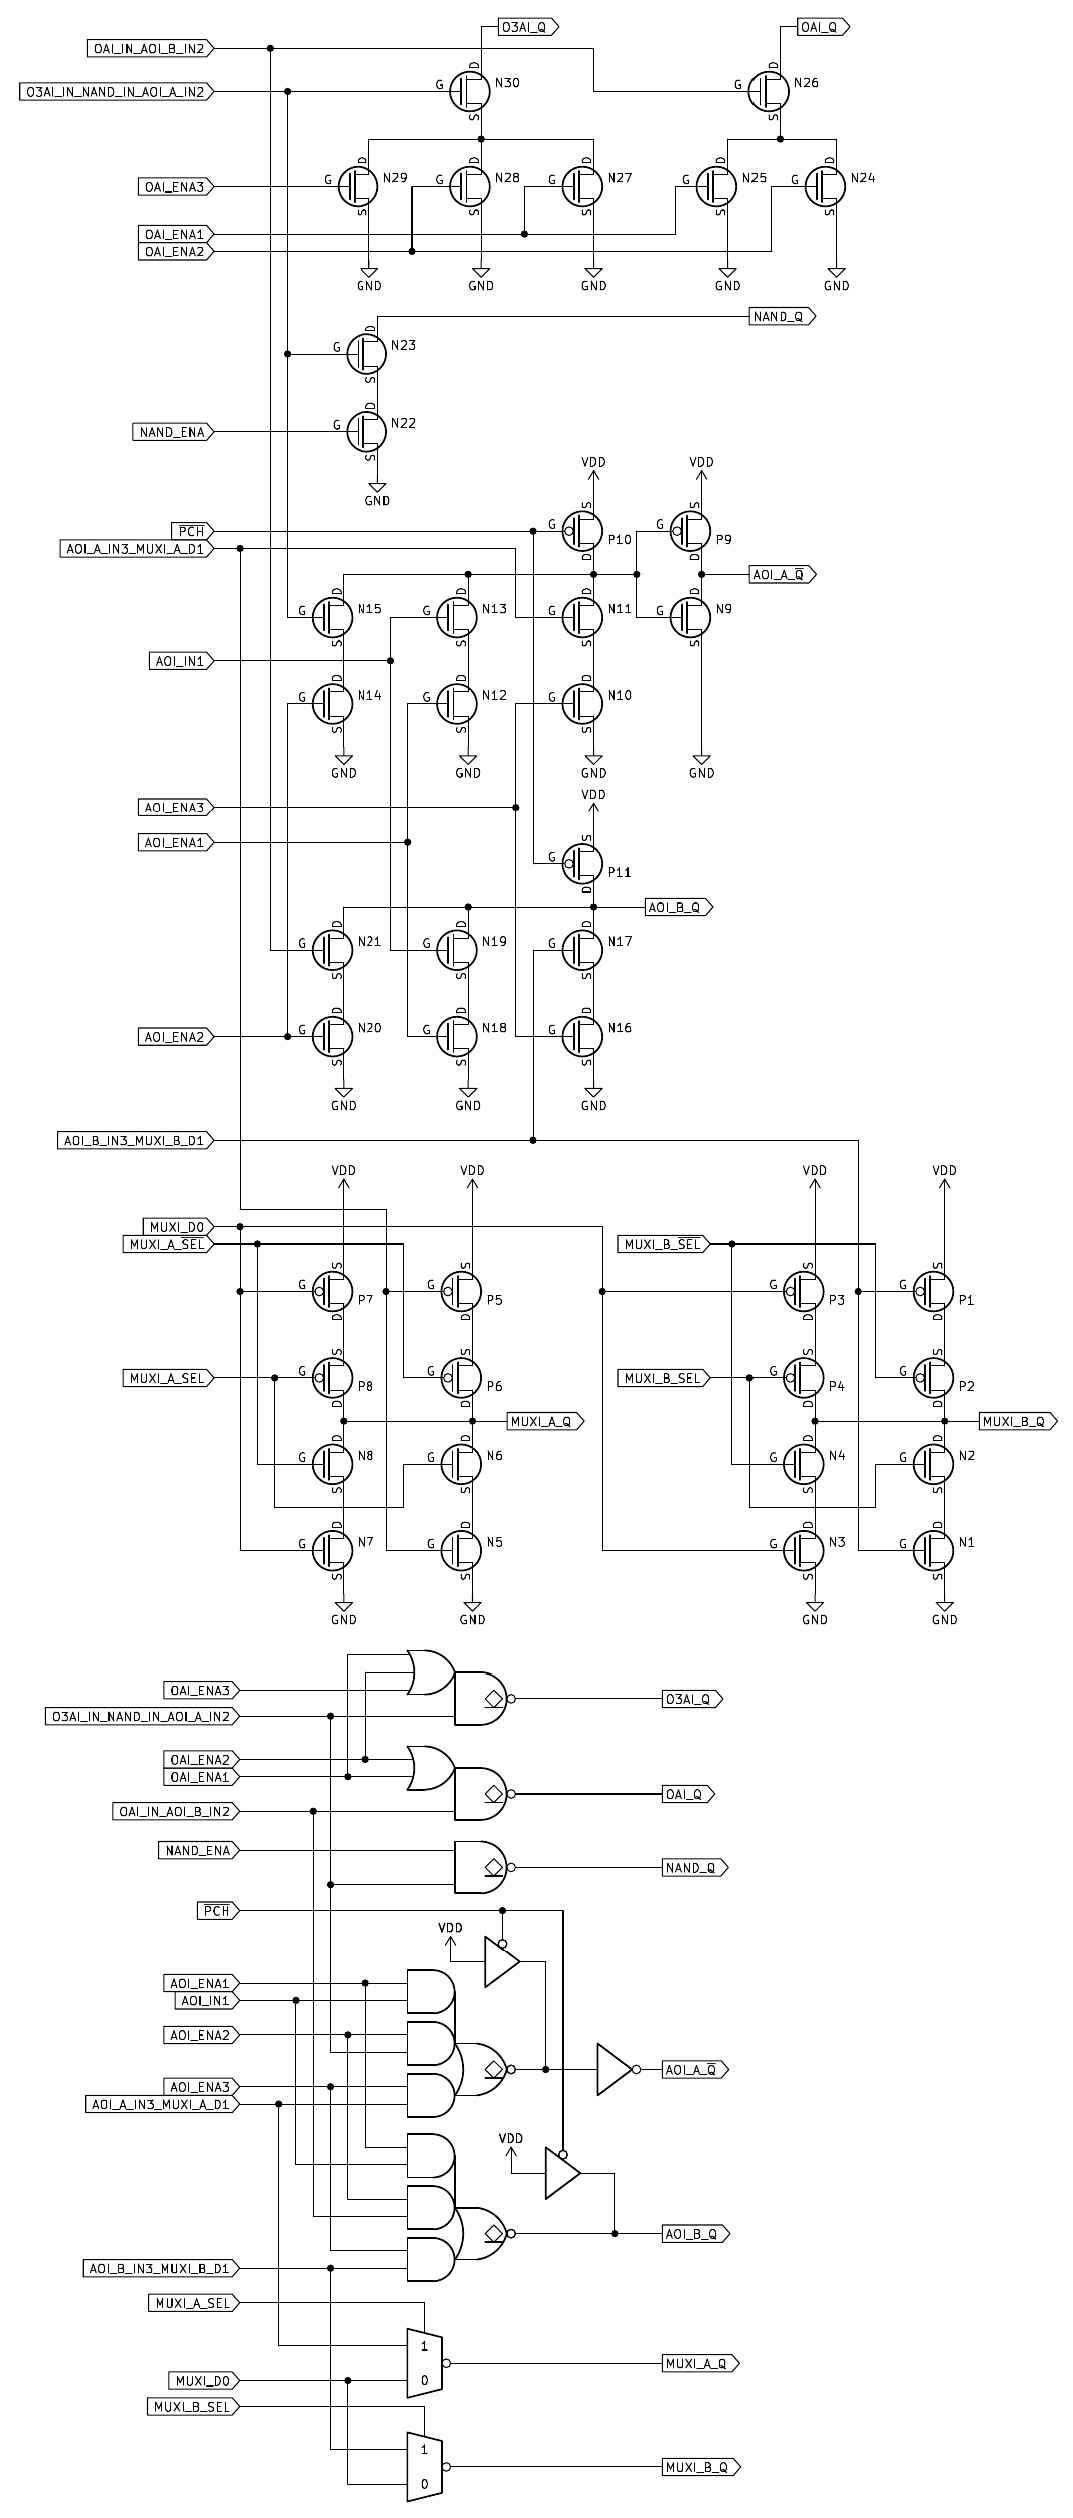 O3AI_Q
OAI_Q
OAI_IN_AOI_B_IN2
D
D
G
N30
G
N26
O3AI_IN_NAND_IN_AOI_A_IN2
S
S
D
D
D
D
D
OAI_ENA3
G
N29
G
N28
G
N27
G
N25
G
N24
S
S
S
S
S
OAI_ENA1
OAI_ENA2
GND
GND
GND
GND
GND
NAND_Q
D
G
N23
S
D
NAND_ENA
G
N22
S
VDD
VDD
GND
S
S
PCH
G
P10
G
P9
AOI_A_IN3_MUXI_A_D1
D
D
AOI_A_Q
D
D
D
G
N15
G
N13
G
N11
G
N9
S
S
S
S
AOI_IN1
D
D
D
G
N14
G
N12
G
N10
S
S
S
GND
GND
GND
GND
VDD
AOI_ENA3
S
AOI_ENA1
G
P11
D
AOI_B_Q
D
D
D
G
N21
G
N19
G
N17
S
S
S
D
D
D
AOI_ENA2
G
N20
G
N18
G
N16
S
S
S
GND
GND
GND
AOI_B_IN3_MUXI_B_D1
VDD
VDD
VDD
VDD
MUXI_D0
MUXI_A_SEL
MUXI_B_SEL
S
S
S
S
G
P7
G
P5
G
P3
G
P1
D
D
D
D
S
S
S
S
MUXI_A_SEL
G
P8
G
P6
MUXI_B_SEL
G
P4
G
P2
D
D
D
D
MUXI_A_Q
MUXI_B_Q
D
D
D
D
G
N8
G
N6
G
N4
G
N2
S
S
S
S
D
D
D
D
G
N7
G
N5
G
N3
G
N1
S
S
S
S
GND
GND
GND
GND
OAI_ENA3
O3AI_Q
O3AI_IN_NAND_IN_AOI_A_IN2
OAI_ENA2
OAI_ENA1
OAI_Q
OAI_IN_AOI_B_IN2
NAND_ENA
NAND_Q
PCH
VDD
AOI_ENA1
AOI_IN1
AOI_ENA2
AOI_A_Q
AOI_ENA3
AOI_A_IN3_MUXI_A_D1
VDD
AOI_B_Q
AOI_B_IN3_MUXI_B_D1
MUXI_A_SEL
1
MUXI_A_Q
MUXI_D0
0
MUXI_B_SEL
1
MUXI_B_Q
0